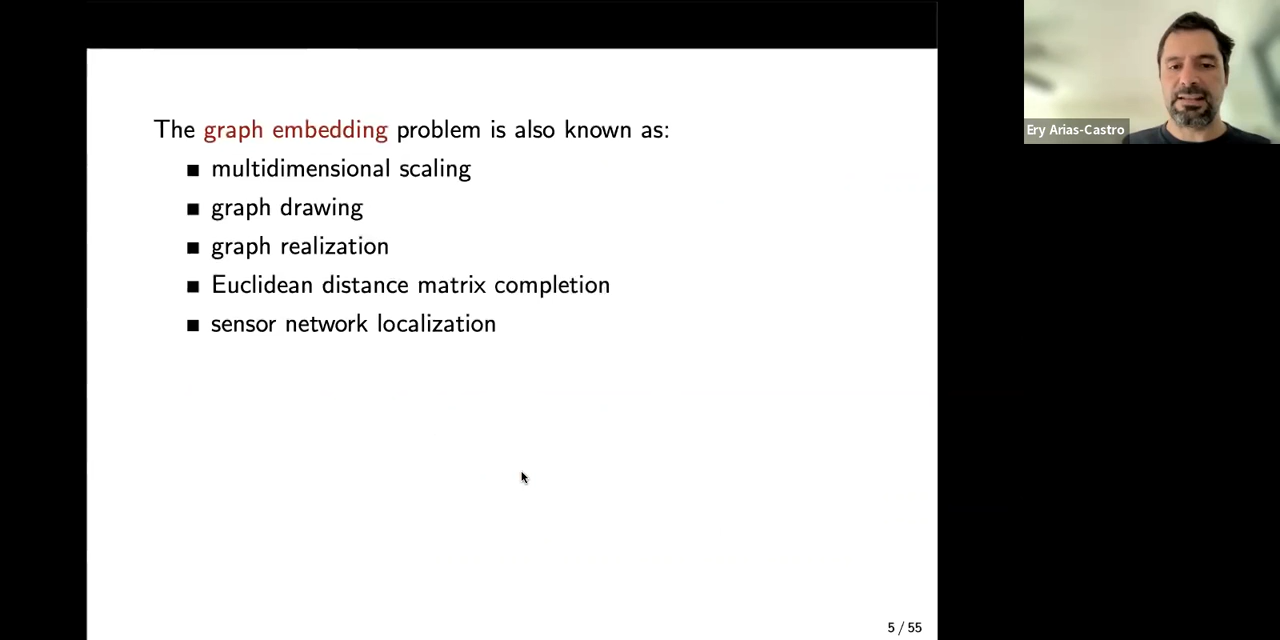 The graph embedding problem is also known as:
■ multidimensional scaling
■ graph drawing
■ graph realization
■ Euclidean distance matrix completion
■ sensor network localization
5 / 55
Ery Arias-Castro